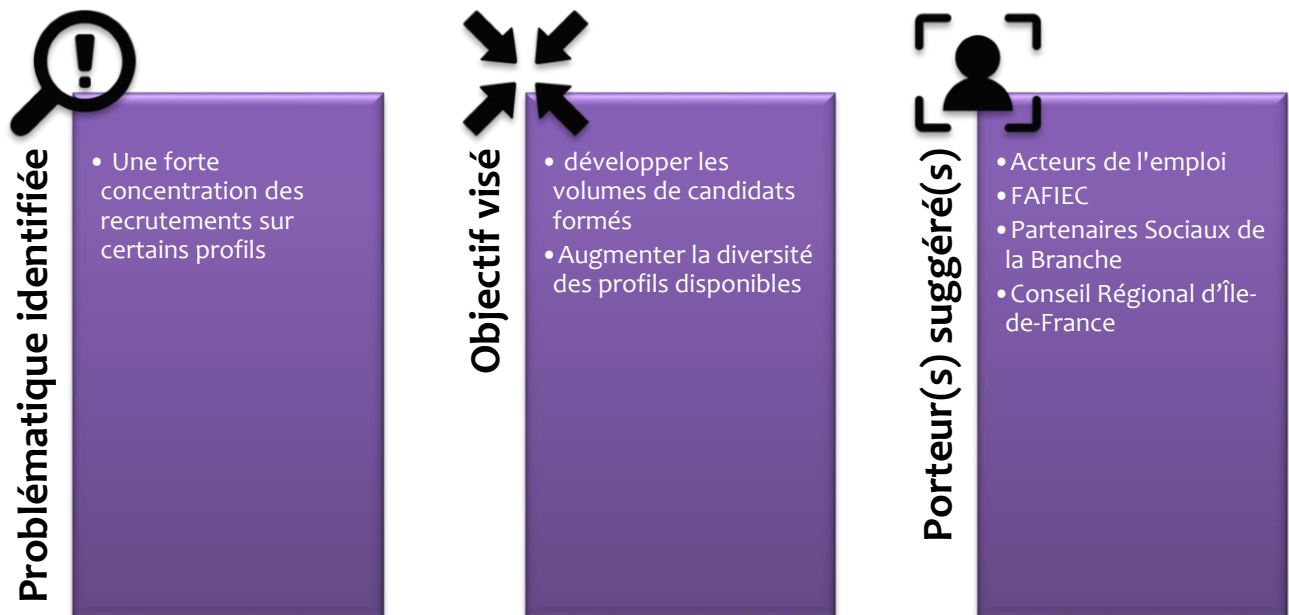 Problématique identifiée
• Une forte
concentration des
recrutements sur
certains profils
Objectif visé
• développer les
volumes de candidats
formés
• Augmenter la diversité
des profils disponibles
Porteur(s) suggéré(s)
• Acteurs de l'emploi
• FAFIEC
• Partenaires Sociaux de
la Branche
• Conseil Régional d’Île-
de-France